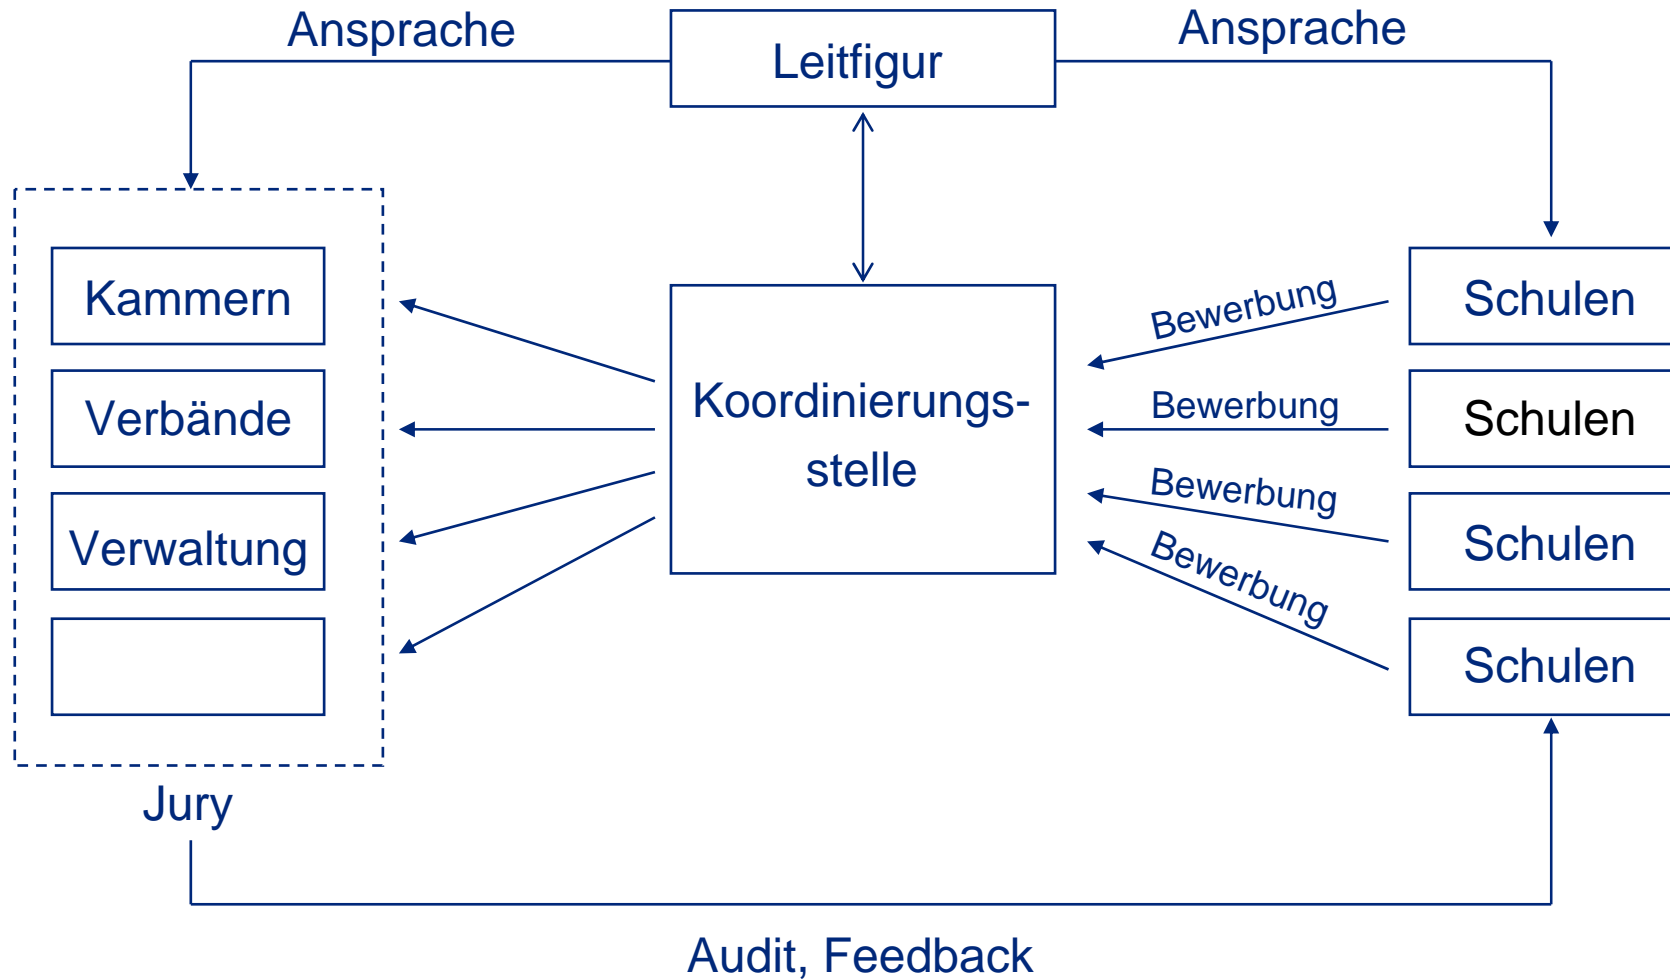 Ansprache
Leitfigur
Ansprache
Kammern
Verbände
Verwaltung
Jury
Koordinierungs-
stelle
Bewerbung
Bewerbung
Bewerbung
Bewerbung
Schulen
Schulen
Schulen
Schulen
Audit, Feedback